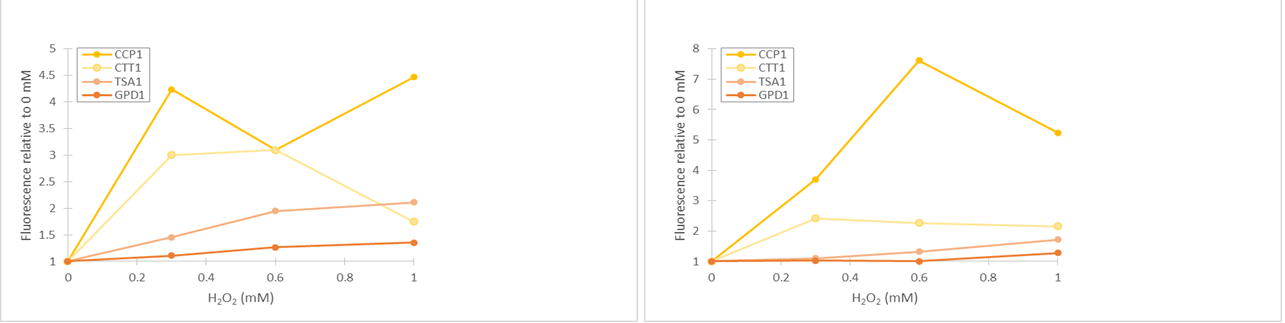 Fluorescence relative to 0 mM
5
4.5
4
3.5
3
2.5
2
1.5
1
CCP1
CTT1
TSA1
GPD1
0 0.2 0.4 0.6 0.8 1
H₂O₂ (mM)
Fluorescence relative to 0 mM
8
7
6
5
4
3
2
1
CCP1
CTT1
TSA1
GPD1
0 0.2 0.4 0.6 0.8 1
H₂O₂ (mM)